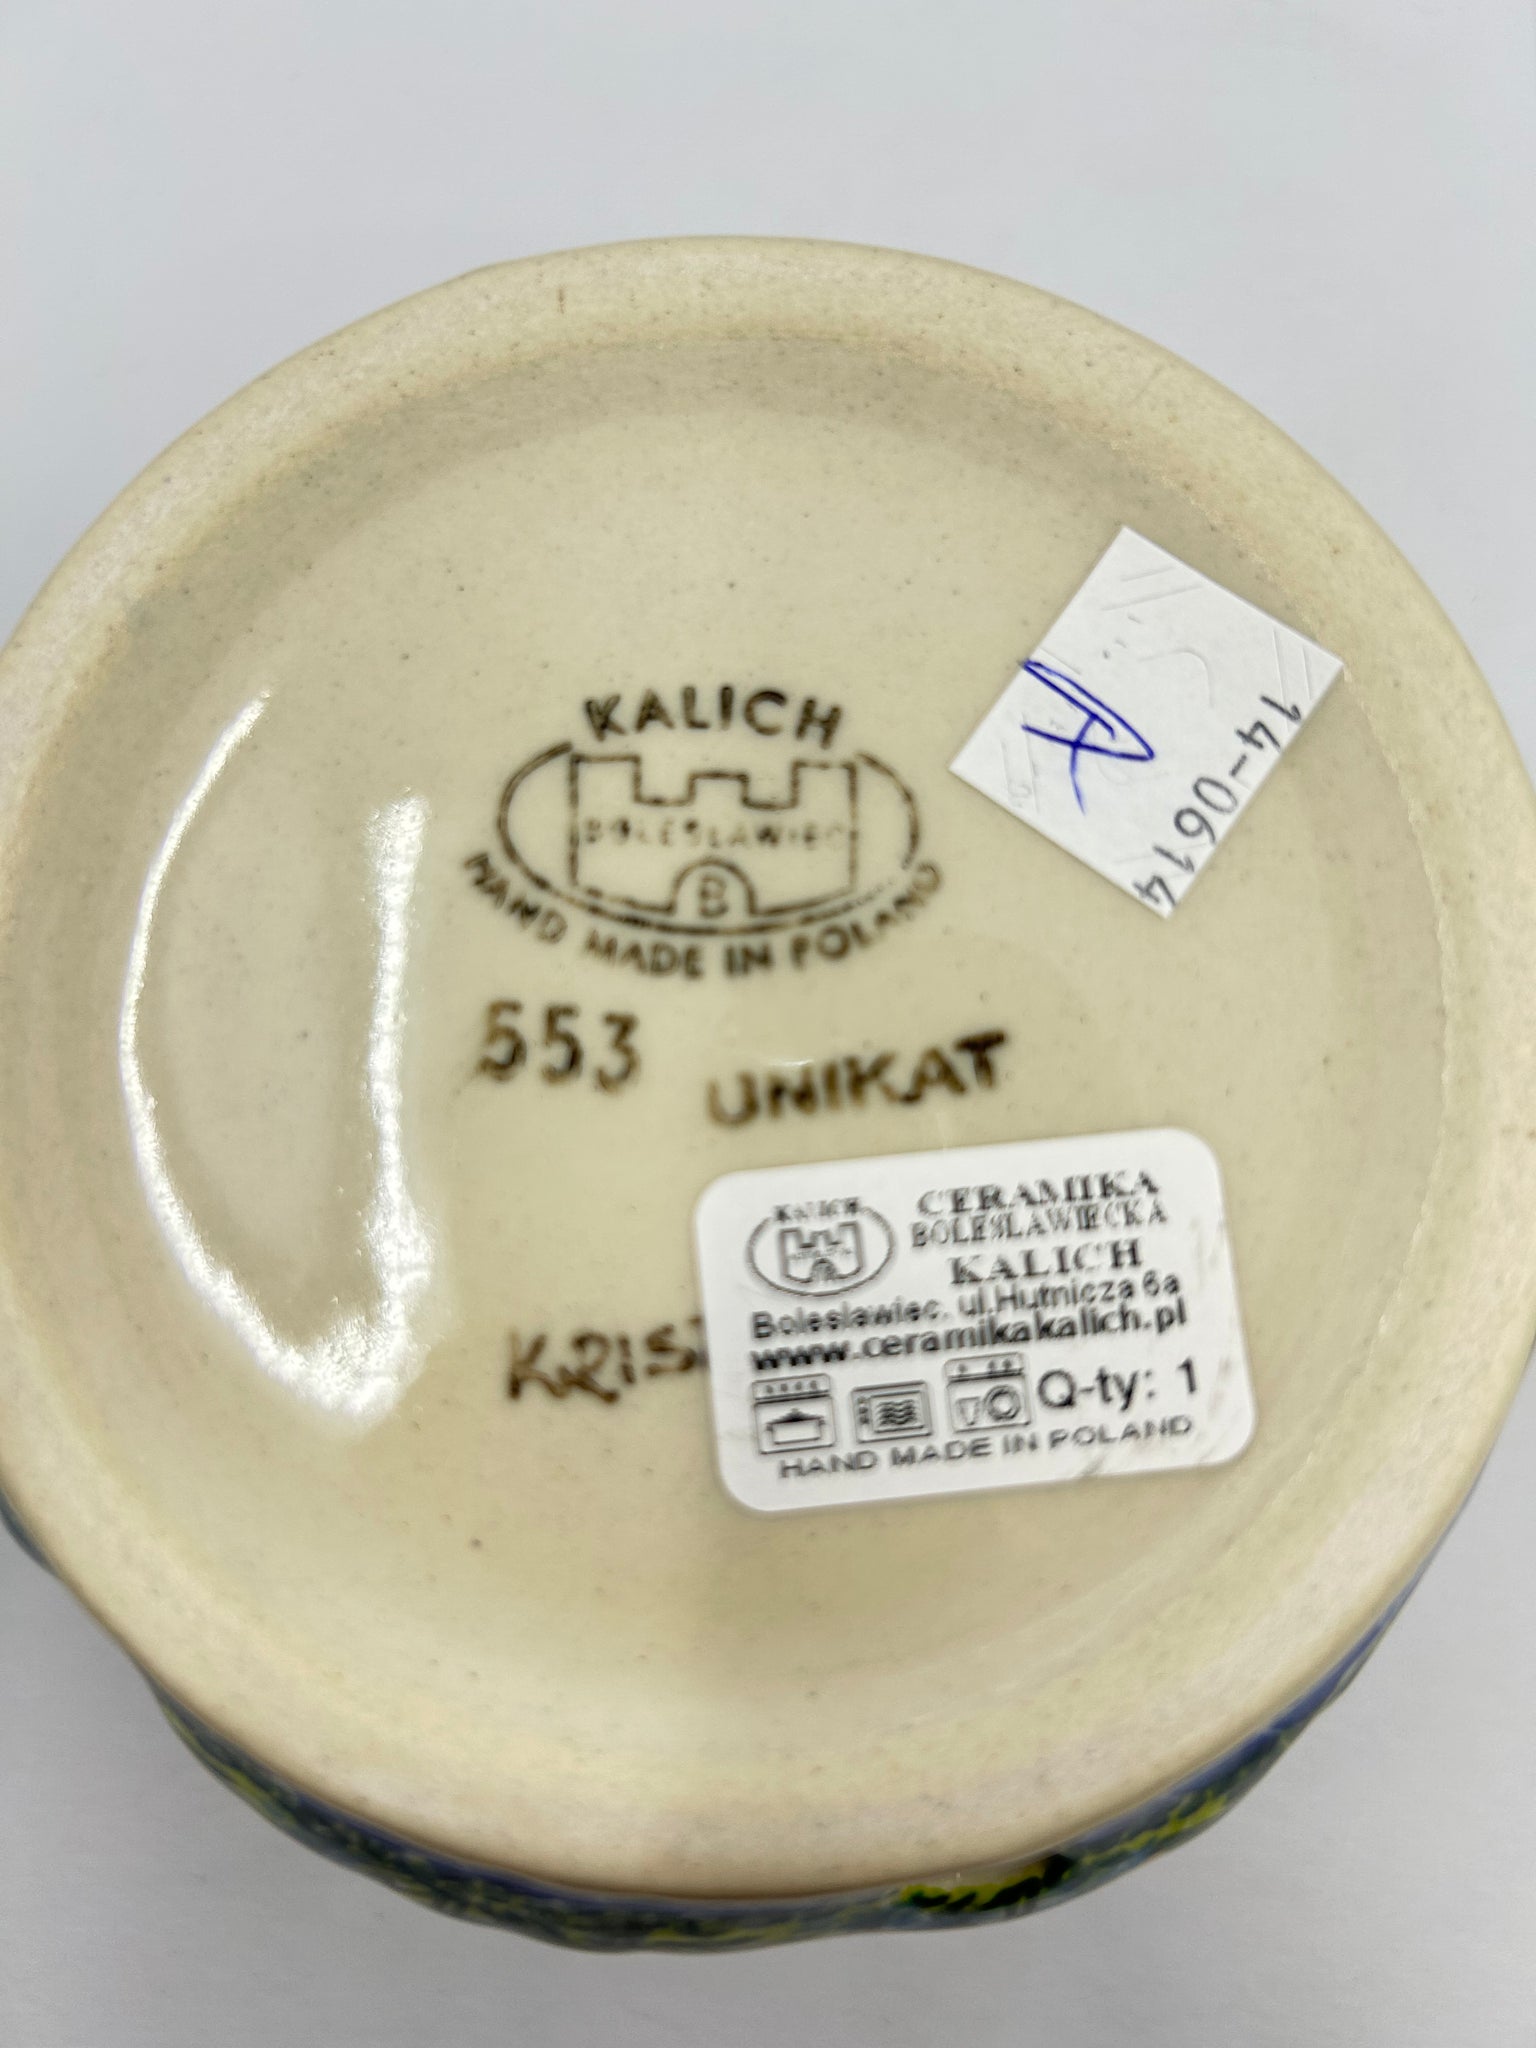 KALICH
BOLESLAWIEC
B
HAND MADE IN POLAND
A
14-0614
553
UNIKAT
KALICH
CERAMIKA
BOLESLAWIECKA
KALICH
Boleslawiec, ul.Hutnicza 6a
www.ceramikakalich.pl
Q-ty: 1
HAND MADE IN POLAND